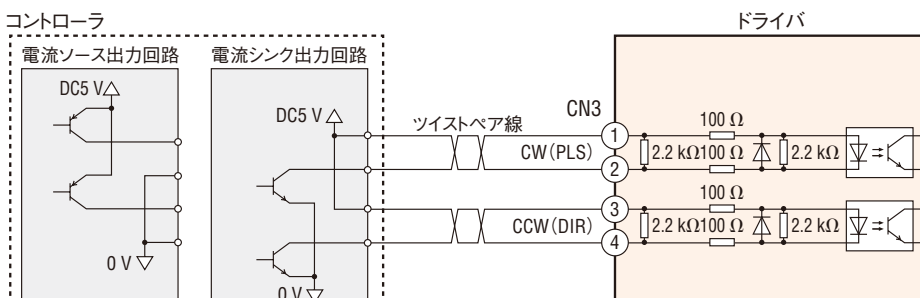 コントローラ
ドライバ
電流ソース出力回路
電流シンク出力回路
DC5 V
DC5 V
0 V
0 V
ツイストペア線
CN3
CW(PLS)
CCW(DIR)
1
2
3
4
100 Ω
2.2 kΩ
100 Ω
2.2 kΩ
100 Ω
2.2 kΩ
100 Ω
2.2 kΩ